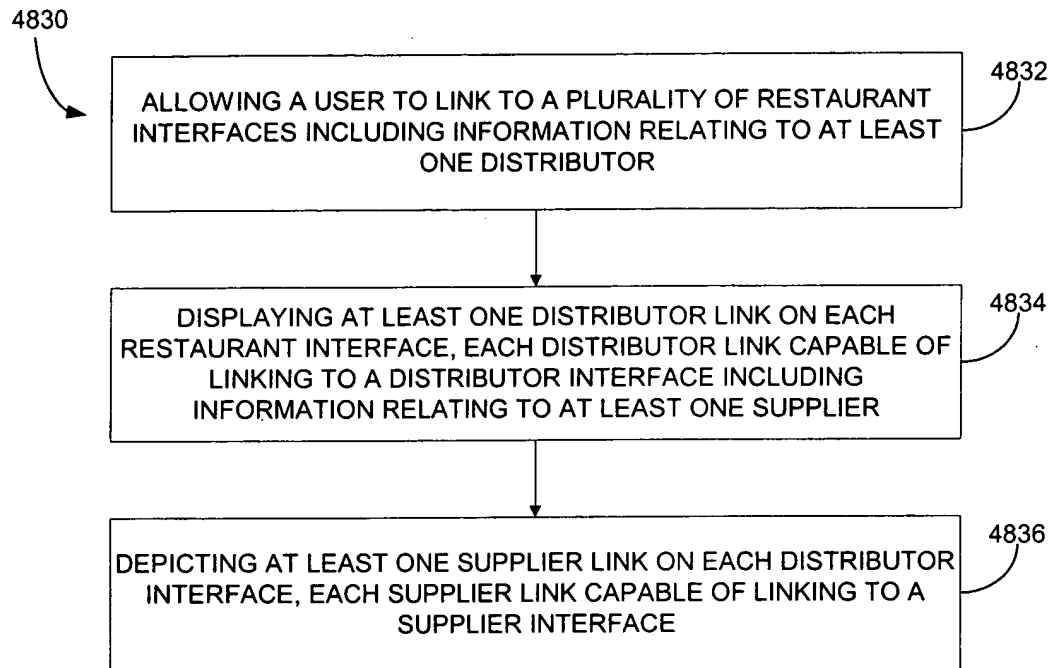 4830
4832
ALLOWING A USER TO LINK TO A PLURALITY OF RESTAURANT
INTERFACES INCLUDING INFORMATION RELATING TO AT LEAST
ONE DISTRIBUTOR
4834
DISPLAYING AT LEAST ONE DISTRIBUTOR LINK ON EACH
RESTAURANT INTERFACE, EACH DISTRIBUTOR LINK CAPABLE OF
LINKING TO A DISTRIBUTOR INTERFACE INCLUDING
INFORMATION RELATING TO AT LEAST ONE SUPPLIER
4836
DEPICTING AT LEAST ONE SUPPLIER LINK ON EACH DISTRIBUTOR
INTERFACE, EACH SUPPLIER LINK CAPABLE OF LINKING TO A
SUPPLIER INTERFACE